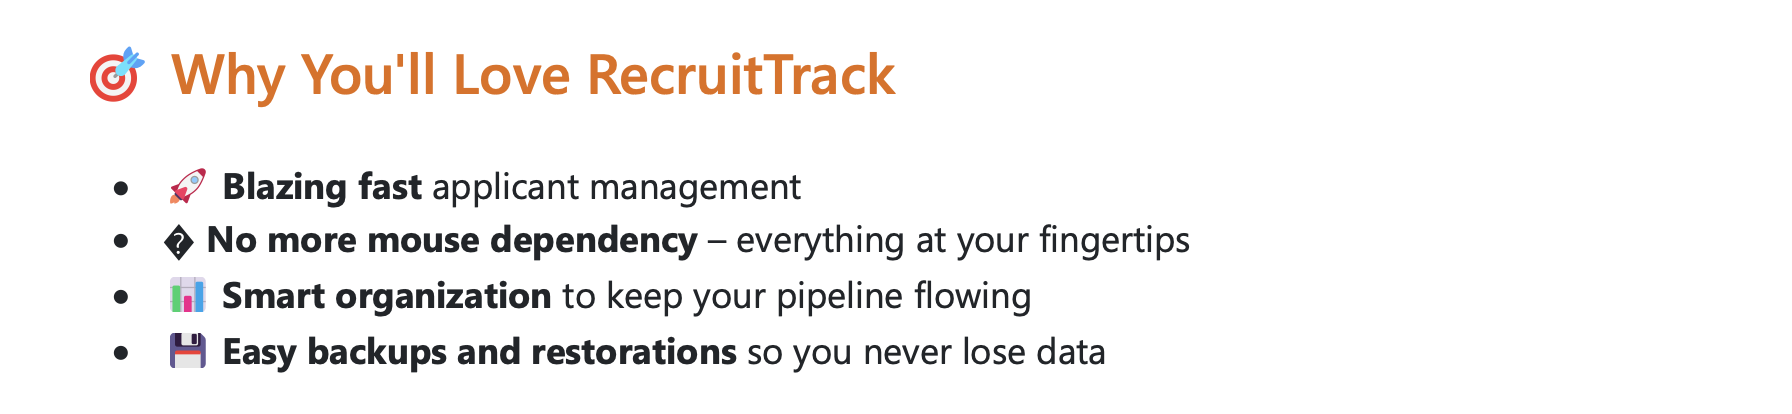 🎯 Why You'll Love RecruitTrack
• 🚀 Blazing fast applicant management
• � No more mouse dependency – everything at your fingertips
• 📊 Smart organization to keep your pipeline flowing
• 💾 Easy backups and restorations so you never lose data